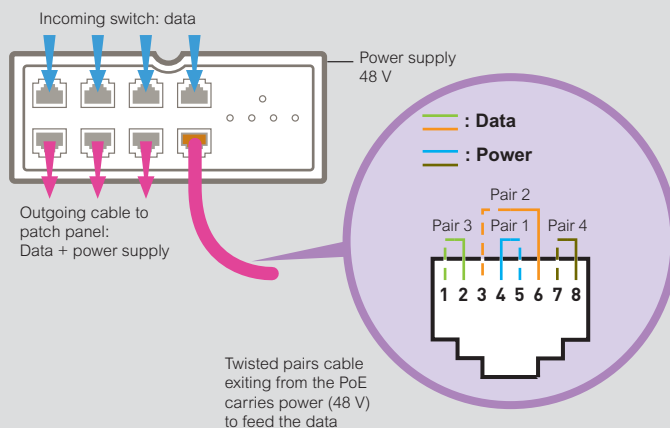 Incoming switch: data
Power supply
48 V
: Data
: Power
Pair 2
Pair 3
Pair 1
Pair 4
1 2 3 4 5 6 7 8
Outgoing cable to
patch panel:
Data + power supply
Twisted pairs cable
exiting from the PoE
carries power (48 V)
to feed the data